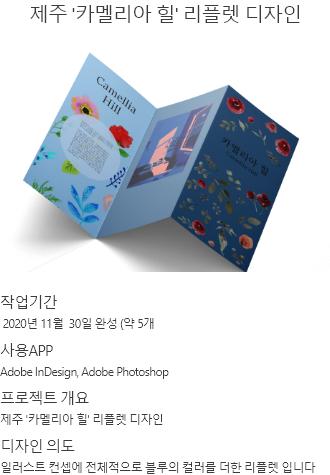 제주 '카멜리아 힐' 리플렛 디자인
Camellia
Hill
카멜리아 힐
작업기간
2020년 11월 30일 완성 (약 5개
사용APP
Adobe InDesign, Adobe Photoshop
프로젝트 개요
제주 '카멜리아 힐' 리플렛 디자인
디자인 의도
일러스트 컨셉에 전체적으로 블루의 컬러를 더한 리플렛 입니다